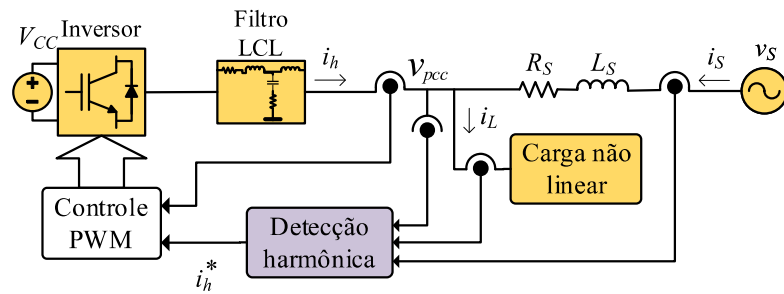 V_CC
Inversor
Filtro
LCL
i_h
v_pcc
R_S
L_S
i_S
v_S
i_L
Carga não
linear
Controle
PWM
Detecção
harmônica
i_h*